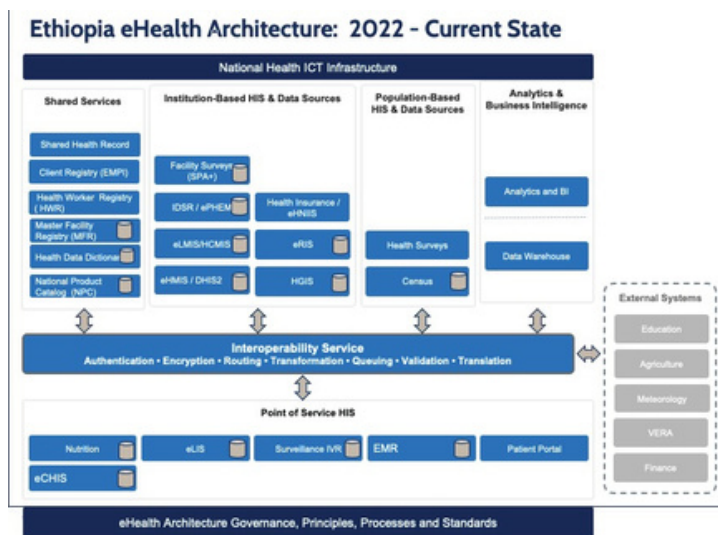 Ethiopia eHealth Architecture: 2022 - Current State
National Health ICT Infrastructure
Shared Services
Shared Health Record
Client Registry (EMPI)
Health Worker Registry
( HWR)
Master Facility
Registry (MFR)
Health Data Dictionar
National Product
Catalog (NPC)
Institution-Based HIS & Data Sources
Facility Surveys
(SPA+)
IDSR / ePHEM
Health Insurance /
eHNIIS
eLMIS/HCMIS
eRIS
eHMIS / DHIS2
HGIS
Population-Based
HIS & Data Sources
Health Surveys
Census
Analytics &
Business Intelligence
Analytics and BI
Data Warehouse
Interoperability Service
Authentication • Encryption • Routing • Transformation • Queuing • Validation • Translation
External Systems
Education
Agriculture
Meteorology
VERA
Finance
Point of Service HIS
Nutrition
eLIS
Surveillance IVR
EMR
Patient Portal
eCHIS
eHealth Architecture Governance, Principles, Processes and Standards